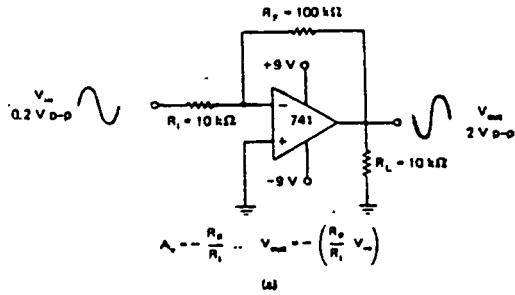 R_F = 100 kΩ
+9 V
V_in
0.2 V p-p
R_i = 10 kΩ
−
741
+
V_out
2 V p-p
−9 V
R_L = 10 kΩ
A_v = − R_F / R_i ∴ V_out = − ( R_F / R_i V_in )
(a)